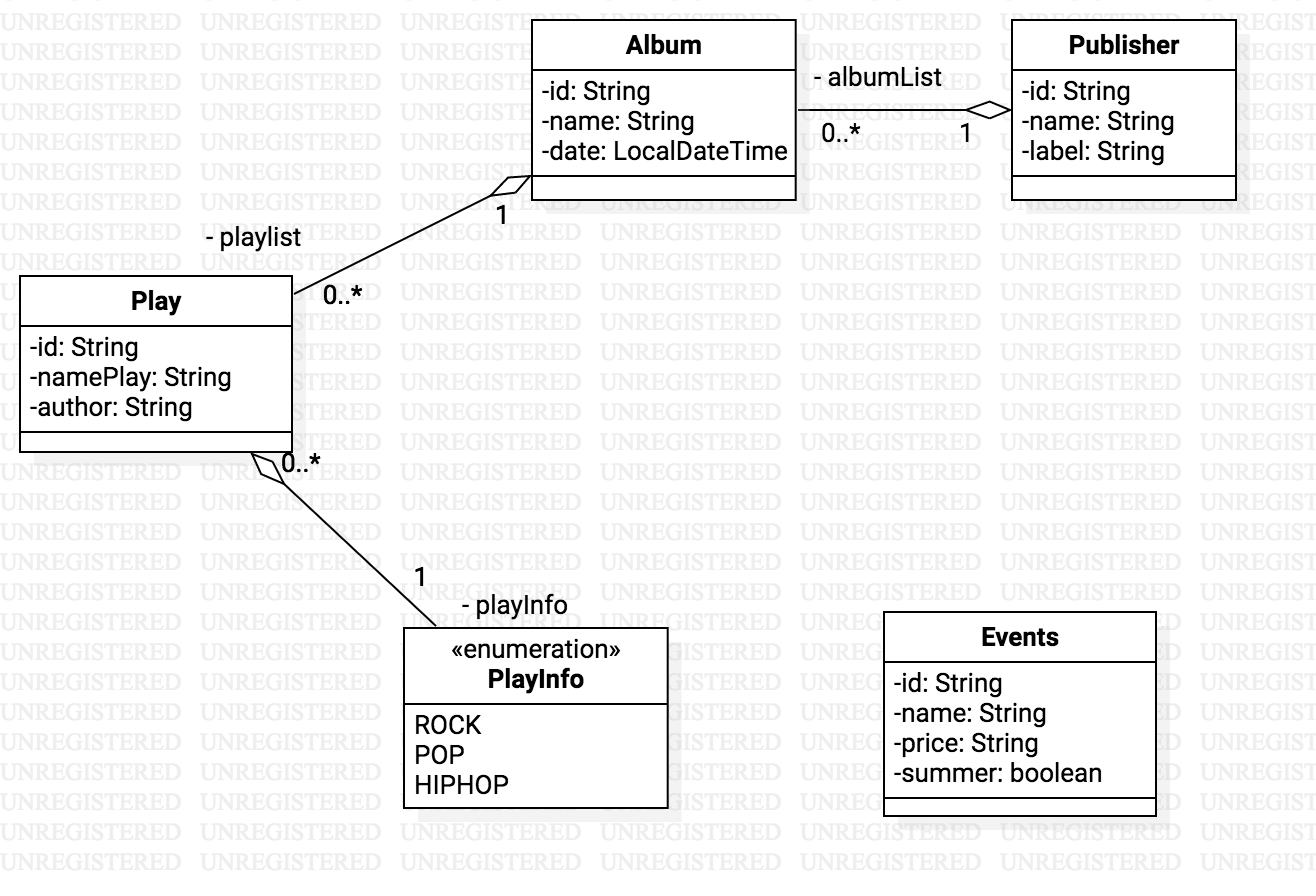 Album
-id: String
-name: String
-date: LocalDateTime
- albumList
0..*
1
Publisher
-id: String
-name: String
-label: String
1
- playlist
0..*
Play
-id: String
-namePlay: String
-author: String
0..*
1
- playInfo
«enumeration»
PlayInfo
ROCK
POP
HIPHOP
Events
-id: String
-name: String
-price: String
-summer: boolean
UNREGISTERED